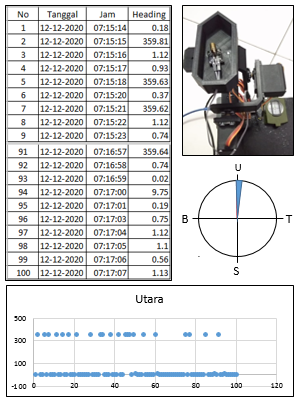 No Tanggal Jam Heading
1 12-12-2020 07:15:14 0.18
2 12-12-2020 07:15:15 359.81
3 12-12-2020 07:15:16 1.12
4 12-12-2020 07:15:17 0.93
5 12-12-2020 07:15:18 359.63
6 12-12-2020 07:15:20 0.37
7 12-12-2020 07:15:21 359.62
8 12-12-2020 07:15:22 1.12
9 12-12-2020 07:15:23 0.74
91 12-12-2020 07:16:57 359.64
92 12-12-2020 07:16:58 0.74
93 12-12-2020 07:16:59 0.02
94 12-12-2020 07:17:00 9.75
95 12-12-2020 07:17:01 0.19
96 12-12-2020 07:17:03 0.75
97 12-12-2020 07:17:04 1.12
98 12-12-2020 07:17:05 1.1
99 12-12-2020 07:17:06 0.56
100 12-12-2020 07:17:07 1.13
U
B T
S
Utara
500
300
100
-100
0 20 40 60 80 100 120